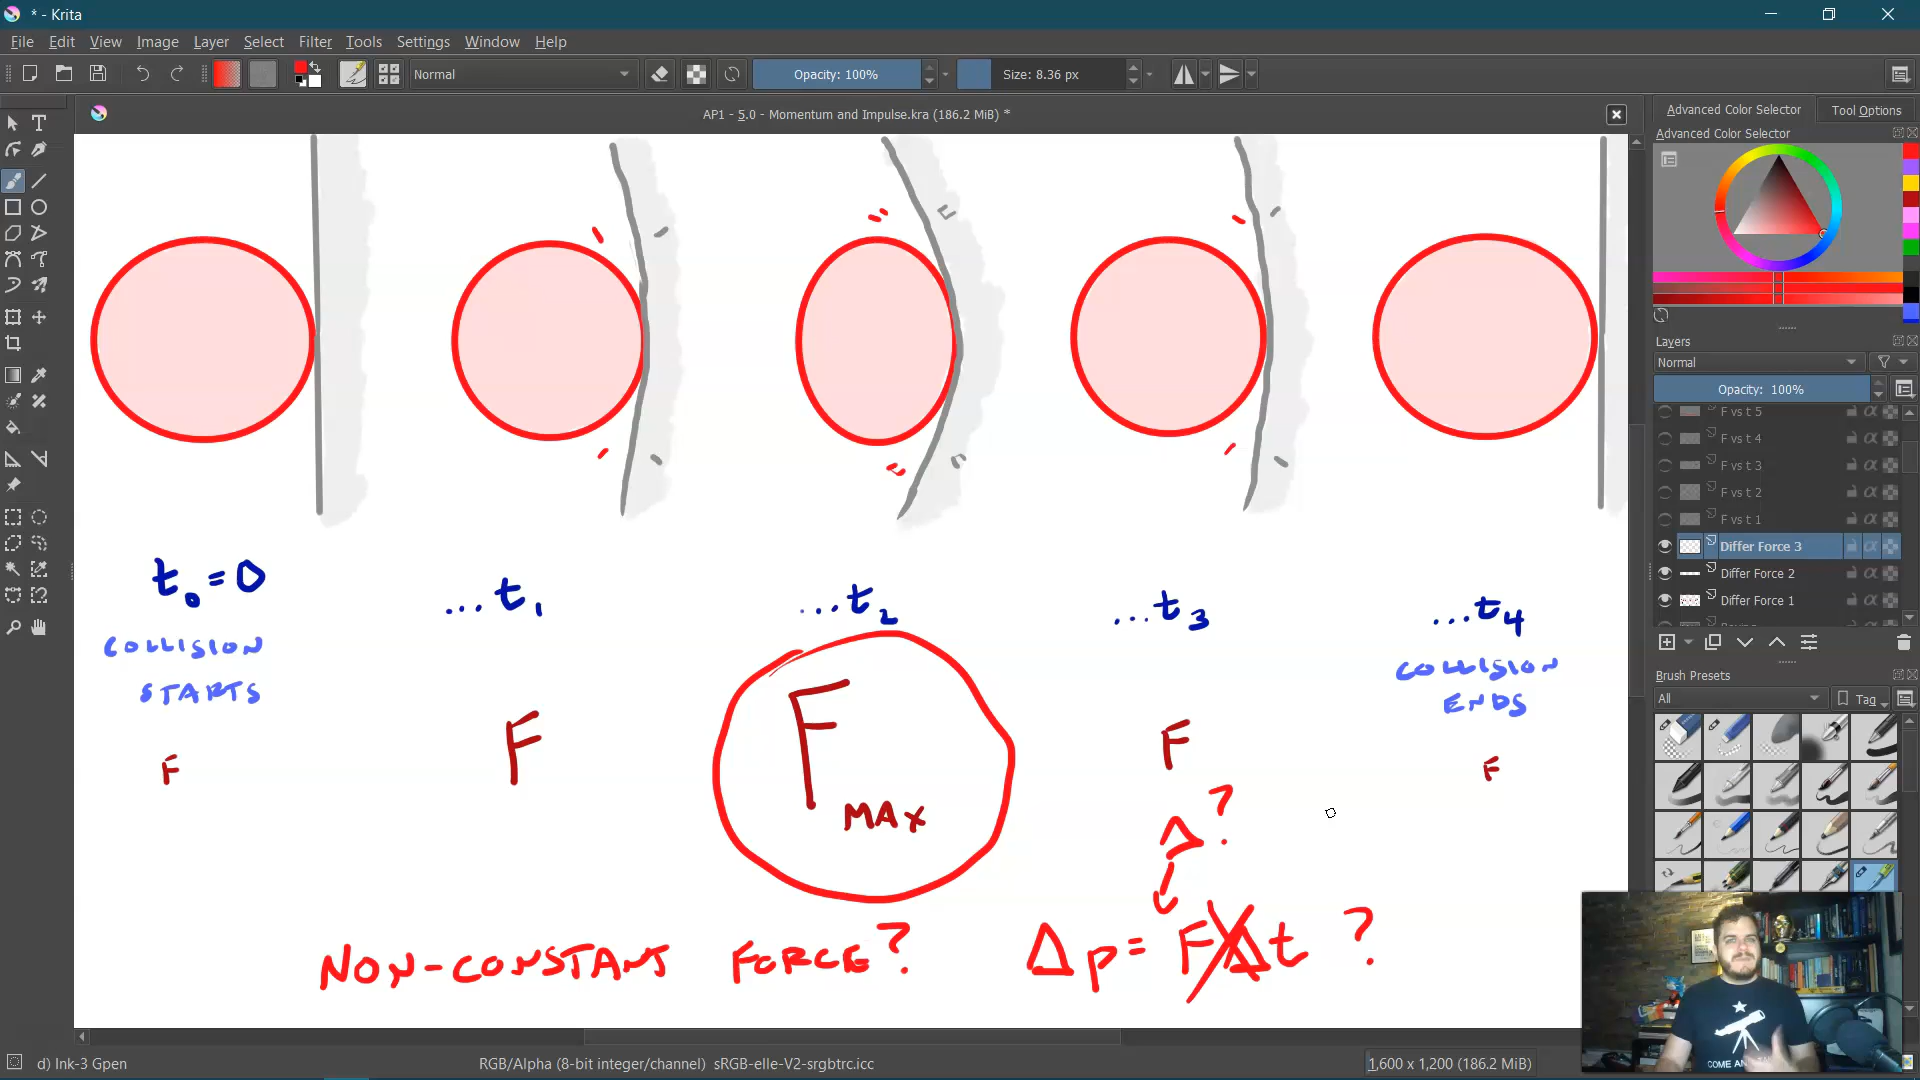 * - Krita
File Edit View Image Layer Select Filter Tools Settings Window Help
Normal
Opacity: 100%
Size: 8.36 px
AP1 - 5.0 - Momentum and Impulse.kra (186.2 MiB) *
Advanced Color Selector
Tool Options
Advanced Color Selector
Layers
Normal
Opacity: 100%
F vs t 5
F vs t 4
F vs t 3
F vs t 2
F vs t 1
Differ Force 3
Differ Force 2
Differ Force 1
Brush Presets
All
Tag
t₀ = 0
...t₁
...t₂
...t₃
...t₄
COLLISION
STARTS
COLLISION
ENDS
F
F
F MAX
F
F
Δ?
NON-CONSTANT FORCE?
Δp = FΔt ?
COME AN
d) Ink-3 Gpen
RGB/Alpha (8-bit integer/channel) sRGB-elle-V2-srgbtrc.icc
1,600 x 1,200 (186.2 MiB)